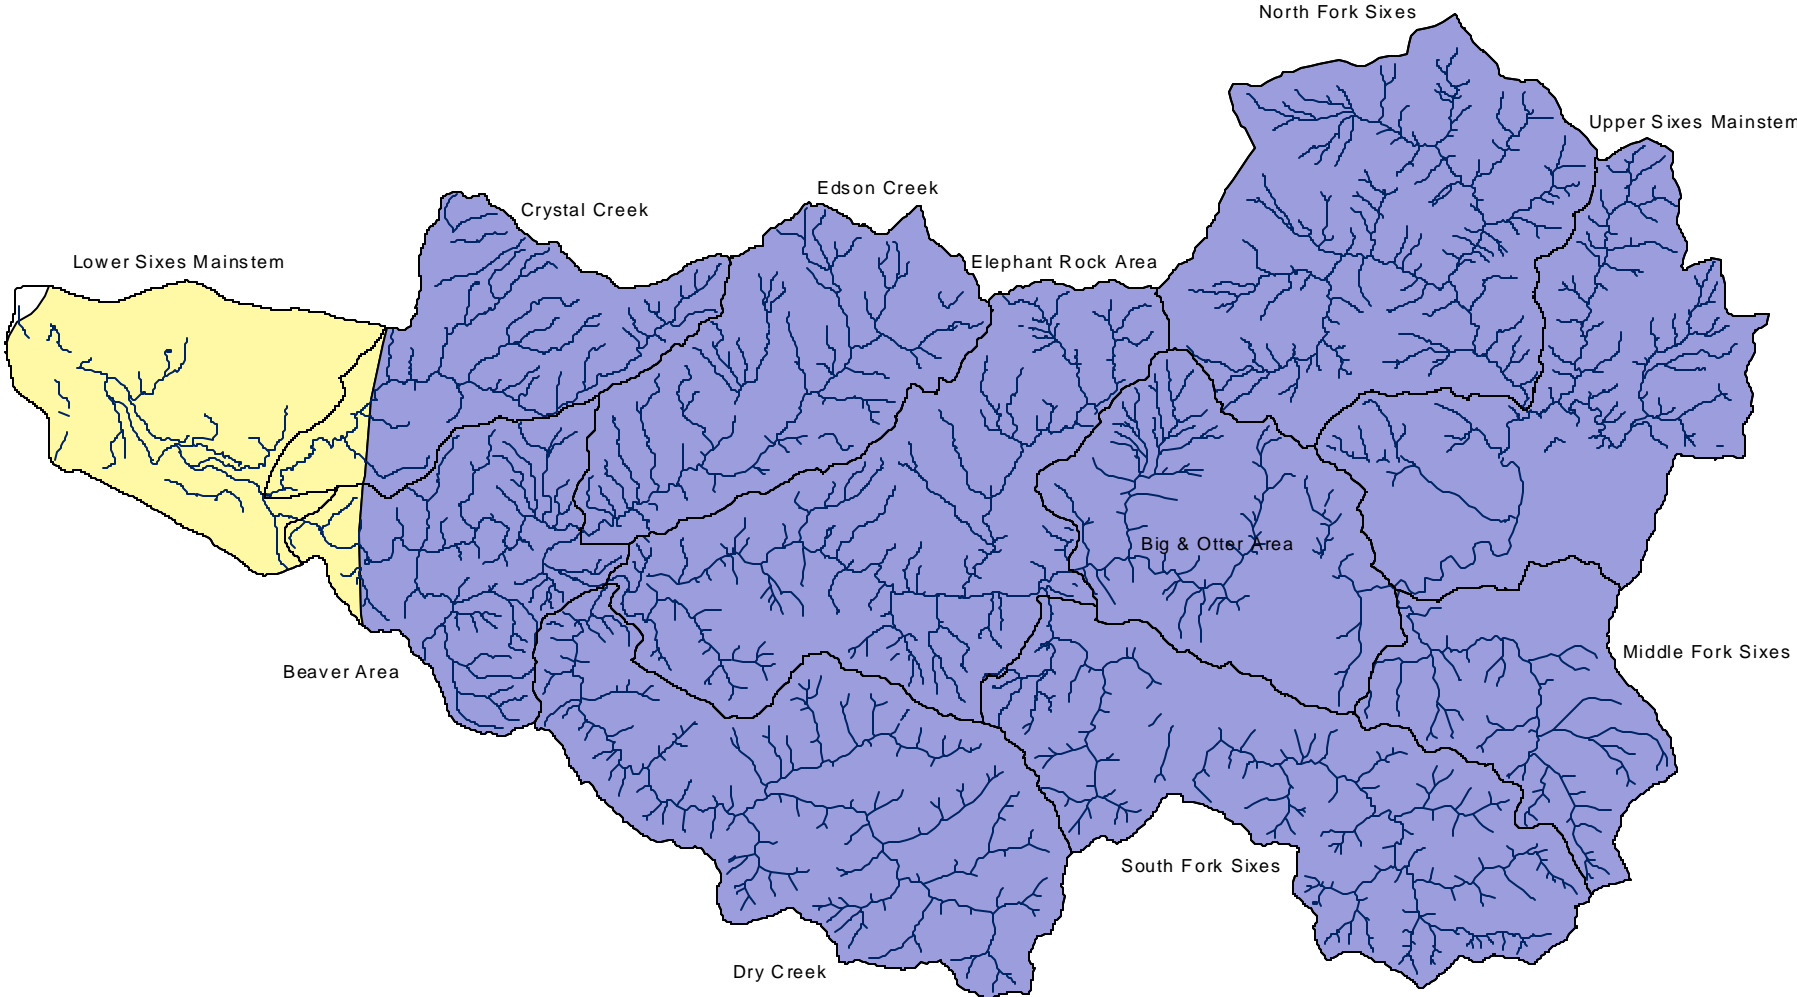 North Fork Sixes
Upper Sixes Mainstem
Edson Creek
Crystal Creek
Lower Sixes Mainstem
Elephant Rock Area
Big & Otter Area
Middle Fork Sixes
Beaver Area
South Fork Sixes
Dry Creek